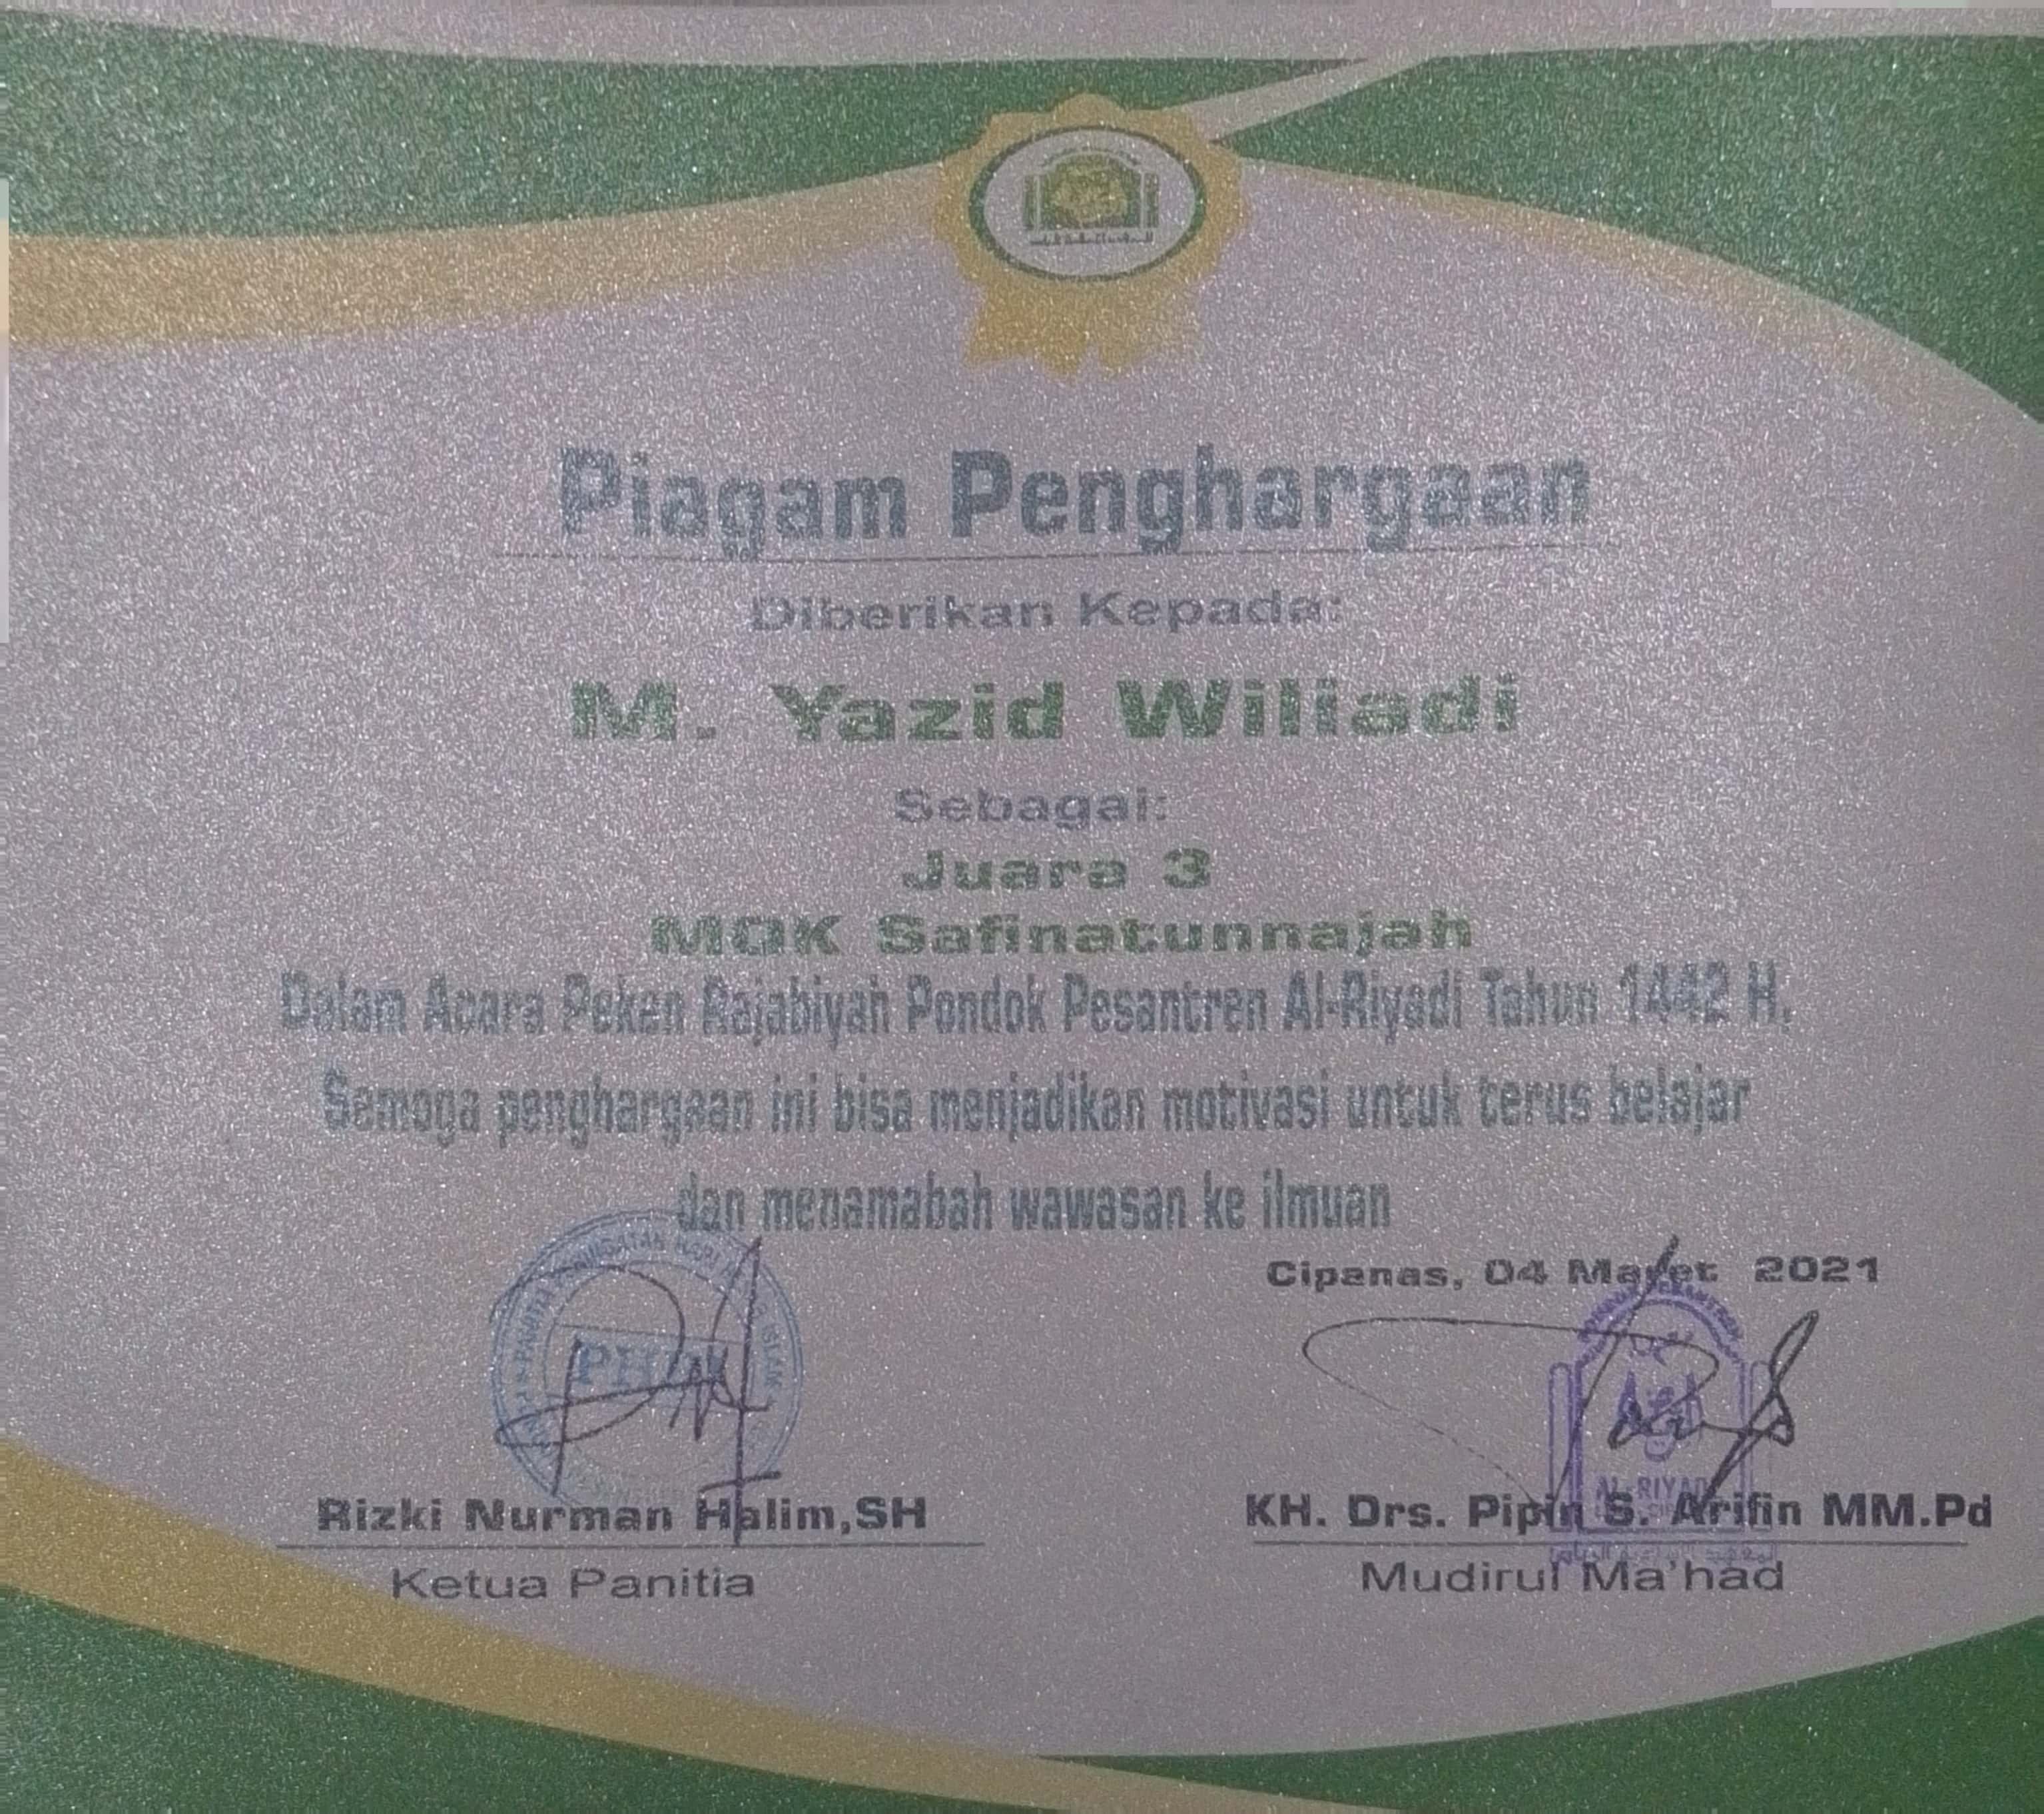 Piagam Penghargaan
Diberikan Kepada:
M. Yazid Wiliadi
Sebagai:
Juara 3
MQK Safinatunnajah
Dalam Acara Peken Rajabiyah Pondok Pesantren Al-Riyadi Tahun 1442 H.
Semoga penghargaan ini bisa menjadikan motivasi untuk terus belajar
dan menamabah wawasan ke ilmuan
Cipanas, 04 Maret 2021
PHBI
AL-RIYADI
Rizki Nurman Halim,SH
KH. Drs. Pipin S. Arifin MM.Pd
Ketua Panitia
Mudirul Ma'had